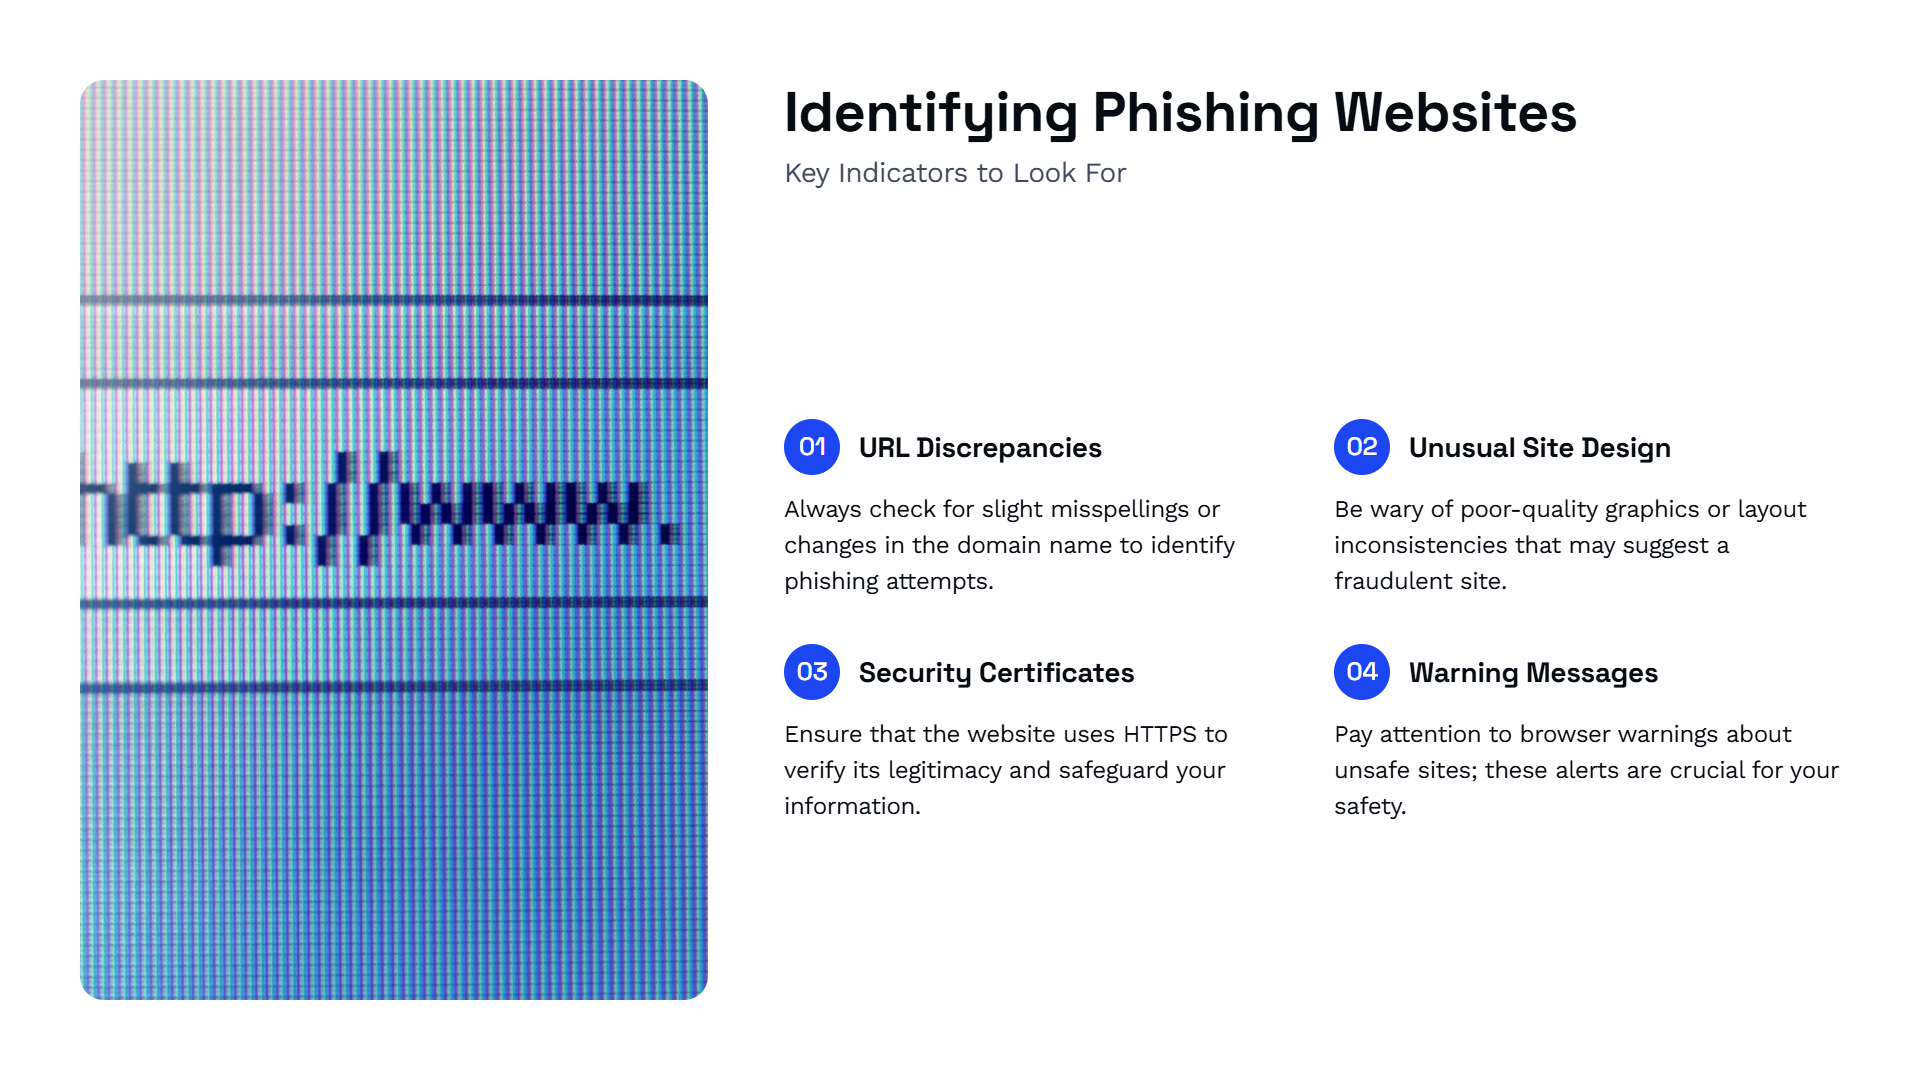 http://www.
Identifying Phishing Websites
Key Indicators to Look For
01 URL Discrepancies
Always check for slight misspellings or
changes in the domain name to identify
phishing attempts.
02 Unusual Site Design
Be wary of poor-quality graphics or layout
inconsistencies that may suggest a
fraudulent site.
03 Security Certificates
Ensure that the website uses HTTPS to
verify its legitimacy and safeguard your
information.
04 Warning Messages
Pay attention to browser warnings about
unsafe sites; these alerts are crucial for your
safety.